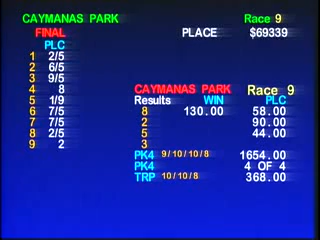 CAYMANAS PARK Race 9
FINAL PLACE $69339
PLC
1 2/5
2 6/5
3 9/5
4 8
5 1/9
6 7/5
7 7/5
8 2/5
9 2
CAYMANAS PARK Race 9
Results WIN PLC
8 130.00 58.00
2 90.00
5 44.00
3
PK4 9/10/10/8 1654.00
PK4 4 OF 4
TRP 10/10/8 368.00